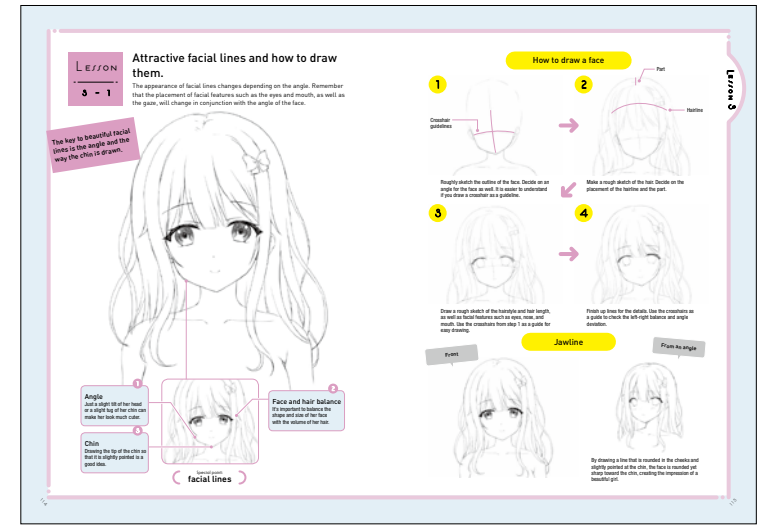 Lesson
3 - 1
Attractive facial lines and how to draw
them.
The appearance of facial lines changes depending on the angle. Remember
that the placement of facial features such as the eyes and mouth, as well as
the gaze, will change in conjunction with the angle of the face.
The key to beautiful facial
lines is the angle and the
way the chin is drawn.
1
Angle
Just a slight tilt of her head
or a slight tug of her chin can
make her look much cuter.
3
Chin
Drawing the tip of the chin so
that it is slightly pointed is a
good idea.
2
Face and hair balance
It's important to balance the
shape and size of her face
with the volume of her hair.
Special point
facial lines
114
How to draw a face
1
Crosshair
guidelines
Roughly sketch the outline of the face. Decide on an
angle for the face as well. It is easier to understand
if you draw a crosshair as a guideline.
2
Part
Hairline
Make a rough sketch of the hair. Decide on the
placement of the hairline and the part.
3
Draw a rough sketch of the hairstyle and hair length,
as well as facial features such as eyes, nose, and
mouth. Use the crosshairs from step 1 as a guide for
easy drawing.
4
Finish up lines for the details. Use the crosshairs as
a guide to check the left-right balance and angle
deviation.
Jawline
Front
From an angle
By drawing a line that is rounded in the cheeks and
slightly pointed at the chin, the face is rounded yet
sharp toward the chin, creating the impression of a
beautiful girl.
Lesson 3
115